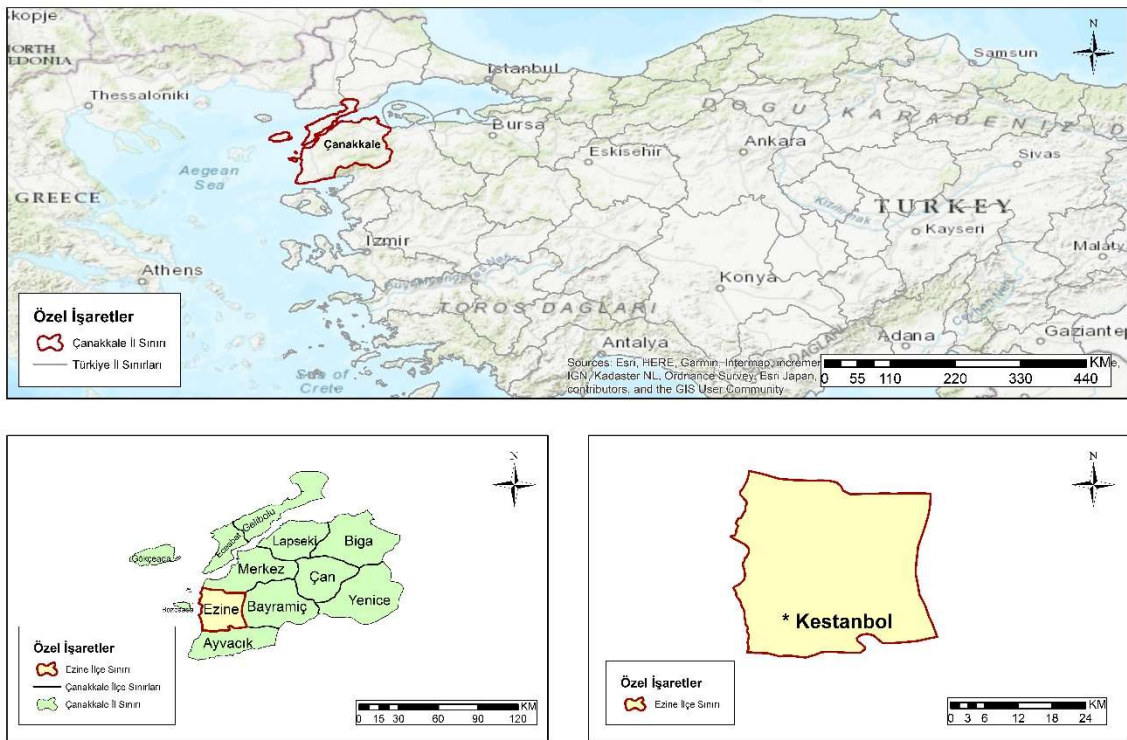 Skopje
NORTH
EDONIA
Thessaloniki
Istanbul
Samsun
N
Bursa
DOGU KARADENIZ D
Çanakkale
Eskisehir
Ankara
Sivas
Aegean
Sea
GREECE
TURKEY
Kızılırmak
Kayseri
Izmir
Malaty
Athens
Konya
TOROS DAGLARI
Adana
Gaziantep
Antalya
Sea of
Crete
Özel İşaretler
Çanakkale İl Sınırı
Türkiye İl Sınırları
Sources: Esri, HERE, Garmin, Intermap, increment
IGN, Kadaster NL, Ordnance Survey, Esri Japan,
contributors, and the GIS User Community
KM
0 55 110 220 330 440
N
Gelibolu
Eceabat
Lapseki
Biga
Gökçeada
Merkez
Çan
Yenice
Bozcaada
Ezine
Bayramiç
Ayvacık
Özel İşaretler
Ezine İlçe Sınırı
Çanakkale İlçe Sınırları
Çanakkale İl Sınırı
KM
0 15 30 60 90 120
N
* Kestanbol
Özel İşaretler
Ezine İlçe Sınırı
KM
0 3 6 12 18 24